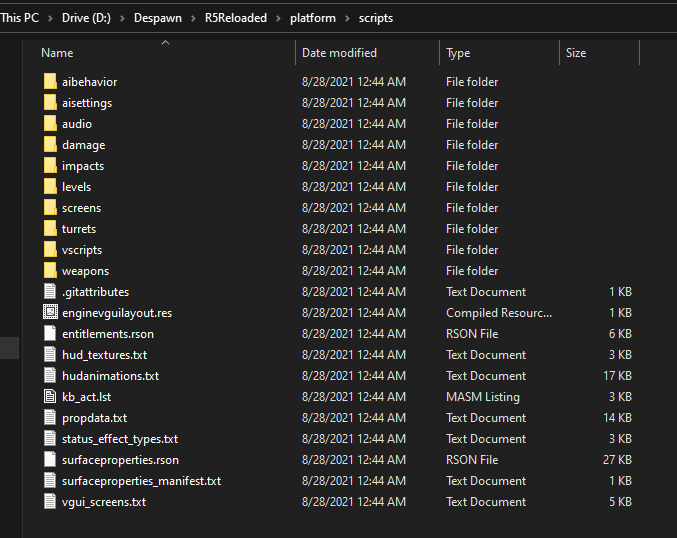 This PC > Drive (D:) > Despawn > R5Reloaded > platform > scripts
Name Date modified Type Size
aibehavior 8/28/2021 12:44 AM File folder
aisettings 8/28/2021 12:44 AM File folder
audio 8/28/2021 12:44 AM File folder
damage 8/28/2021 12:44 AM File folder
impacts 8/28/2021 12:44 AM File folder
levels 8/28/2021 12:44 AM File folder
screens 8/28/2021 12:44 AM File folder
turrets 8/28/2021 12:44 AM File folder
vscripts 8/28/2021 12:44 AM File folder
weapons 8/28/2021 12:44 AM File folder
.gitattributes 8/28/2021 12:44 AM Text Document 1 KB
enginevguilayout.res 8/28/2021 12:44 AM Compiled Resourc... 1 KB
entitlements.rson 8/28/2021 12:44 AM RSON File 6 KB
hud_textures.txt 8/28/2021 12:44 AM Text Document 3 KB
hudanimations.txt 8/28/2021 12:44 AM Text Document 17 KB
kb_act.lst 8/28/2021 12:44 AM MASM Listing 3 KB
propdata.txt 8/28/2021 12:44 AM Text Document 14 KB
status_effect_types.txt 8/28/2021 12:44 AM Text Document 3 KB
surfaceproperties.rson 8/28/2021 12:44 AM RSON File 27 KB
surfaceproperties_manifest.txt 8/28/2021 12:44 AM Text Document 1 KB
vgui_screens.txt 8/28/2021 12:44 AM Text Document 5 KB